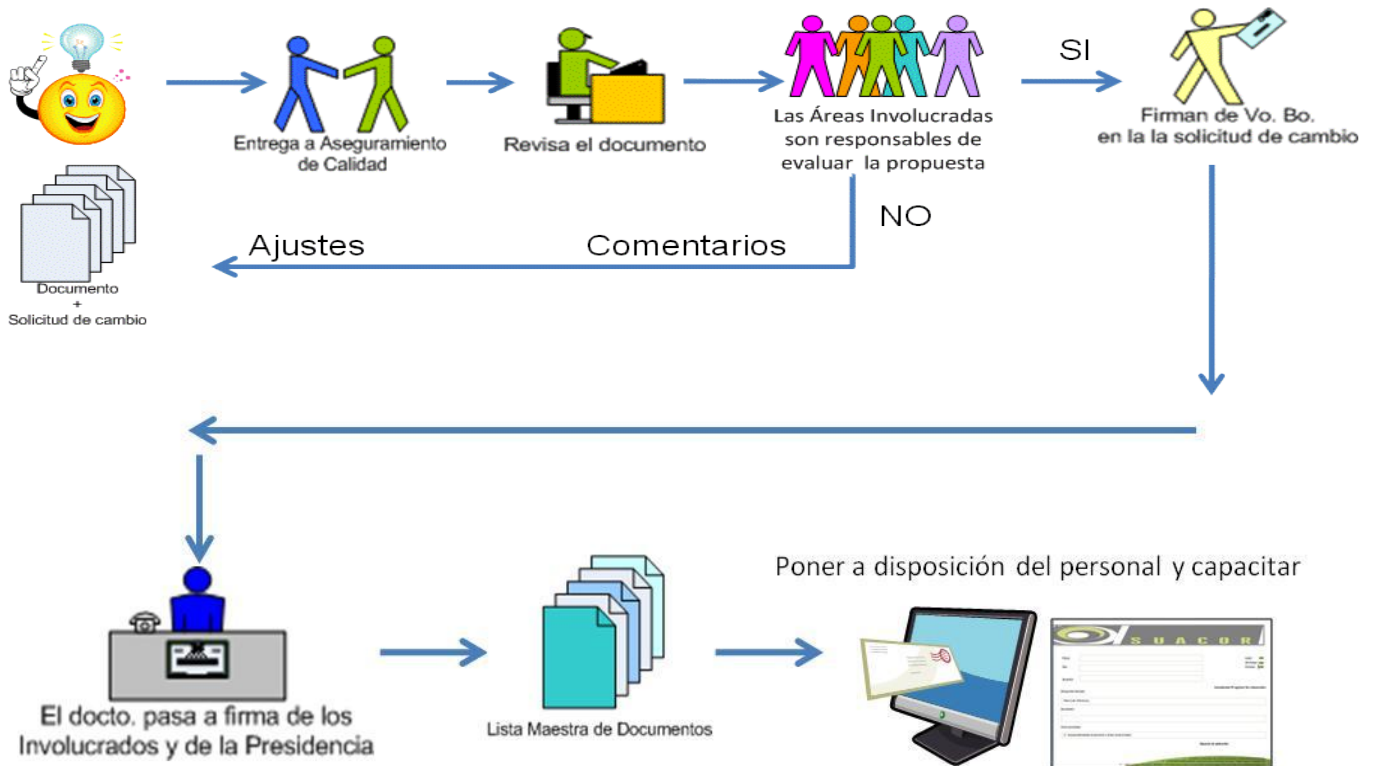 SI
Entrega a Aseguramiento
de Calidad
Revisa el documento
Las Áreas Involucradas
son responsables de
evaluar la propuesta
Firman de Vo. Bo.
en la la solicitud de cambio
NO
Ajustes
Comentarios
Documento
+
Solicitud de cambio
El docto. pasa a firma de los
Involucrados y de la Presidencia
Lista Maestra de Documentos
Poner a disposición del personal y capacitar
SUACOR